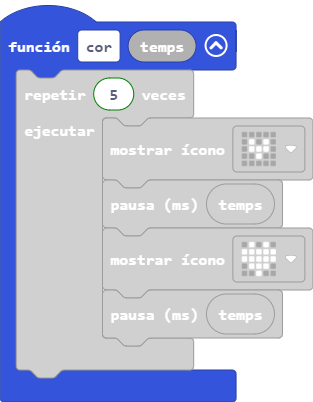 función cor temps
repetir 5 veces
ejecutar
mostrar ícono
pausa (ms) temps
mostrar ícono
pausa (ms) temps